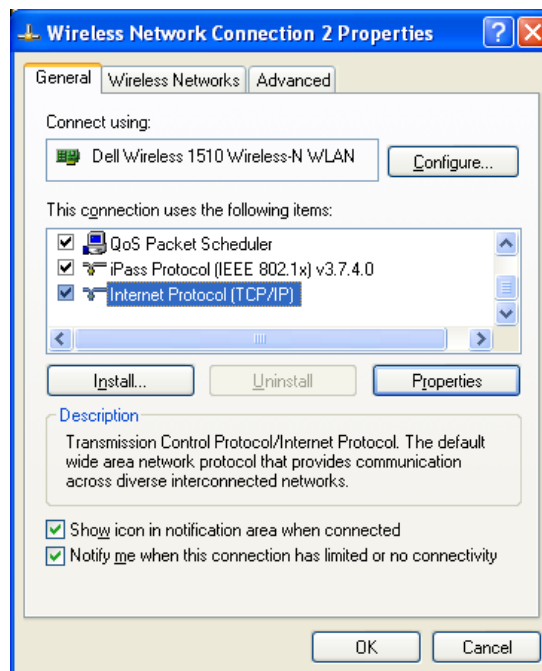 Wireless Network Connection 2 Properties
General Wireless Networks Advanced
Connect using:
Dell Wireless 1510 Wireless-N WLAN
Configure...
This connection uses the following items:
QoS Packet Scheduler
iPass Protocol (IEEE 802.1x) v3.7.4.0
Internet Protocol (TCP/IP)
Install... Uninstall Properties
Description
Transmission Control Protocol/Internet Protocol. The default
wide area network protocol that provides communication
across diverse interconnected networks.
Show icon in notification area when connected
Notify me when this connection has limited or no connectivity
OK Cancel